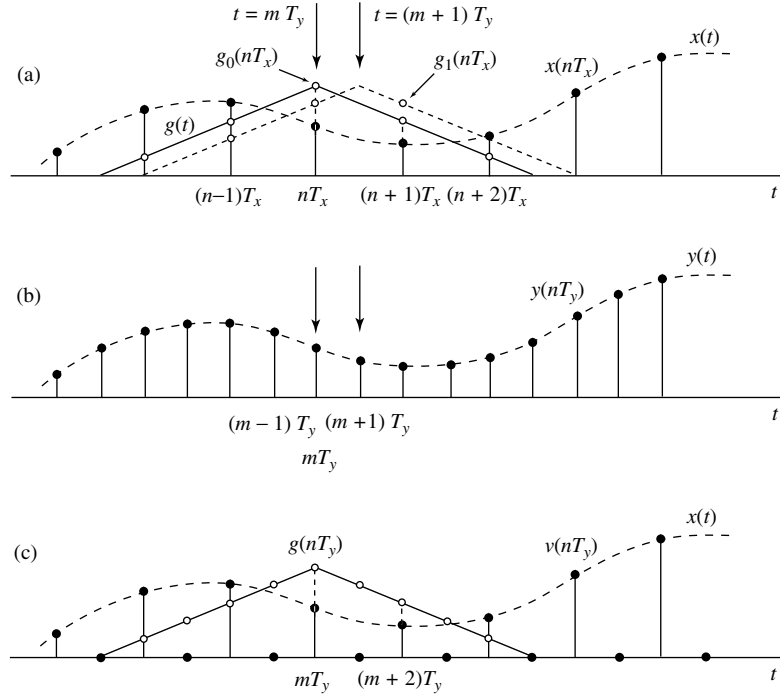 t = m T_y t = (m + 1) T_y
g_0(nT_x) g_1(nT_x) x(nT_x) x(t)
(a)
g(t)
(n–1)T_x nT_x (n + 1)T_x (n + 2)T_x t
(b)
y(nT_y) y(t)
(m – 1) T_y (m +1) T_y t
mT_y
(c)
g(nT_y) v(nT_y) x(t)
mT_y (m + 2)T_y t